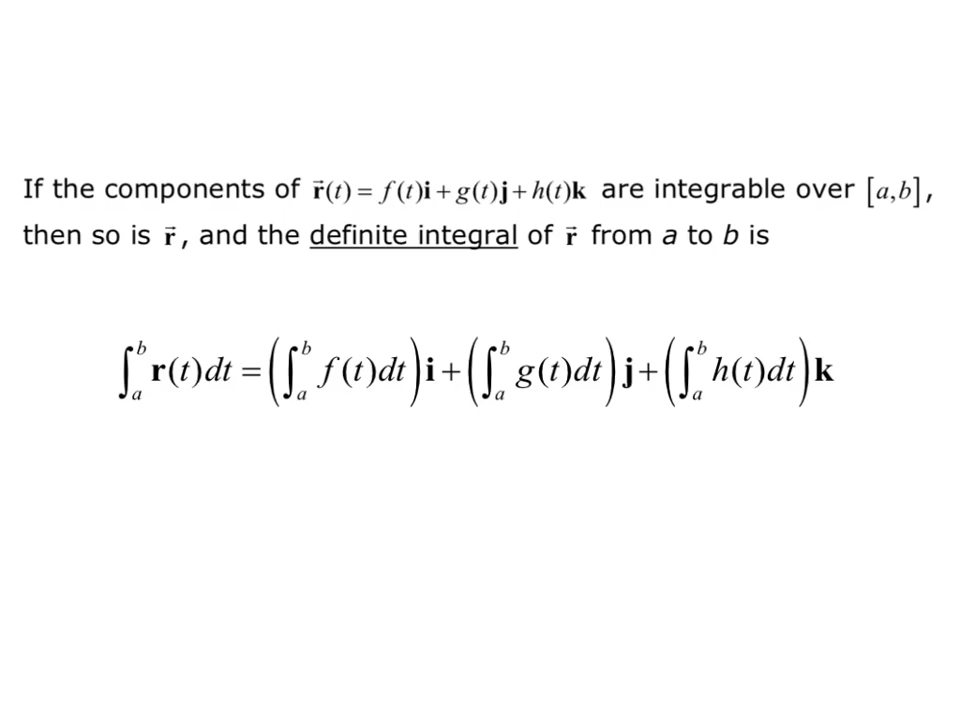 If the components of r⃗(t) = f(t)i + g(t)j + h(t)k are integrable over [a,b],
then so is r⃗, and the definite integral of r⃗ from a to b is
∫_a^b r(t)dt = (∫_a^b f(t)dt)i + (∫_a^b g(t)dt)j + (∫_a^b h(t)dt)k